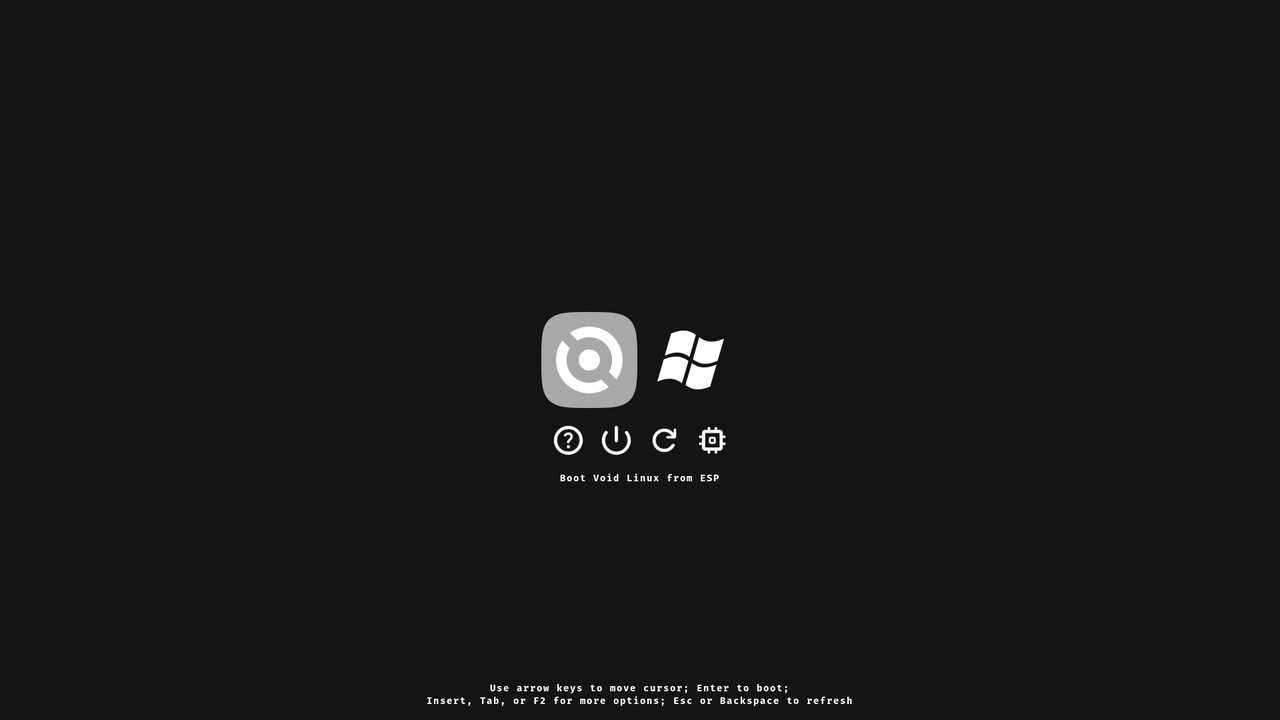 Boot Void Linux from ESP
Use arrow keys to move cursor; Enter to boot;
Insert, Tab, or F2 for more options; Esc or Backspace to refresh